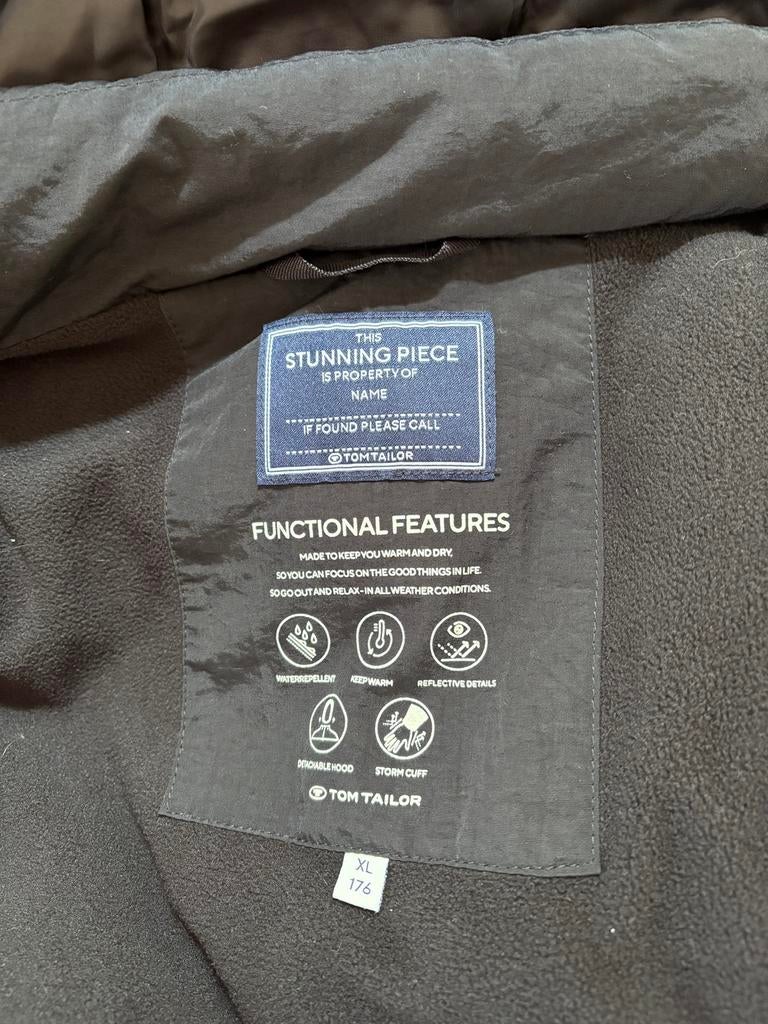 THIS
STUNNING PIECE
IS PROPERTY OF
NAME
IF FOUND PLEASE CALL
TOM TAILOR
FUNCTIONAL FEATURES
MADE TO KEEP YOU WARM AND DRY,
SO YOU CAN FOCUS ON THE GOOD THINGS IN LIFE.
SO GO OUT AND RELAX - IN ALL WEATHER CONDITIONS.
WATERREPELLENT KEEP WARM REFLECTIVE DETAILS
DETACHABLE HOOD STORM CUFF
TOM TAILOR
XL
176